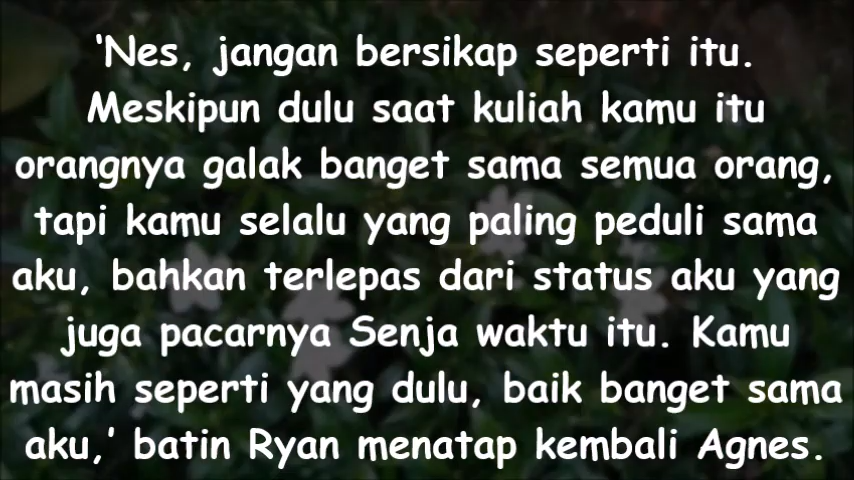 ‘Nes, jangan bersikap seperti itu.
Meskipun dulu saat kuliah kamu itu
orangnya galak banget sama semua orang,
tapi kamu selalu yang paling peduli sama
aku, bahkan terlepas dari status aku yang
juga pacarnya Senja waktu itu. Kamu
masih seperti yang dulu, baik banget sama
aku,’ batin Ryan menatap kembali Agnes.